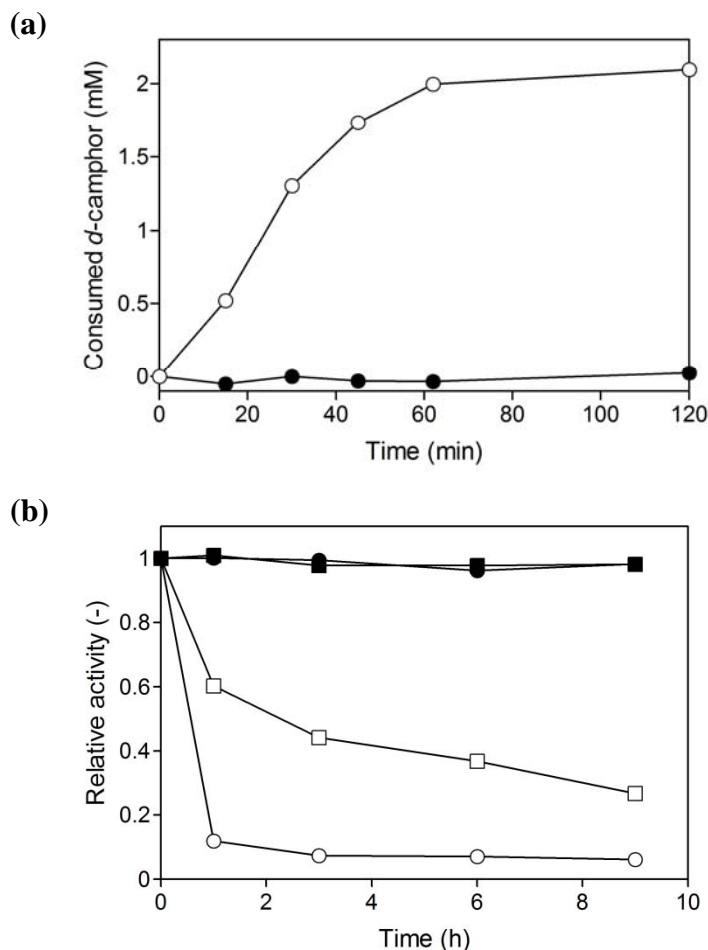 (a)
2
1.5
1
0.5
0
0 20 40 60 80 100 120
Consumed d-camphor (mM)
Time (min)
(b)
1
0.8
0.6
0.4
0.2
0
0 2 4 6 8 10
Relative activity (-)
Time (h)